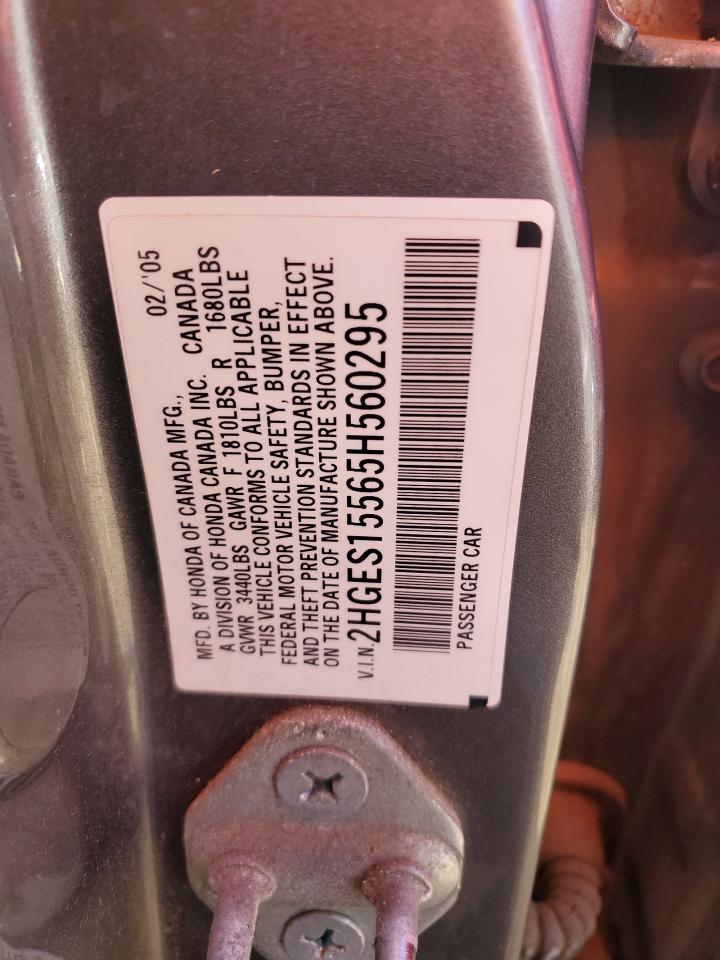 MFD. BY HONDA OF CANADA MFG., 02/'05
A DIVISION OF HONDA CANADA INC. CANADA
GVWR 3440LBS GAWR F 1810LBS R 1680LBS
THIS VEHICLE CONFORMS TO ALL APPLICABLE
FEDERAL MOTOR VEHICLE SAFETY, BUMPER,
AND THEFT PREVENTION STANDARDS IN EFFECT
ON THE DATE OF MANUFACTURE SHOWN ABOVE.
V.I.N. 2HGES15565H560295
PASSENGER CAR